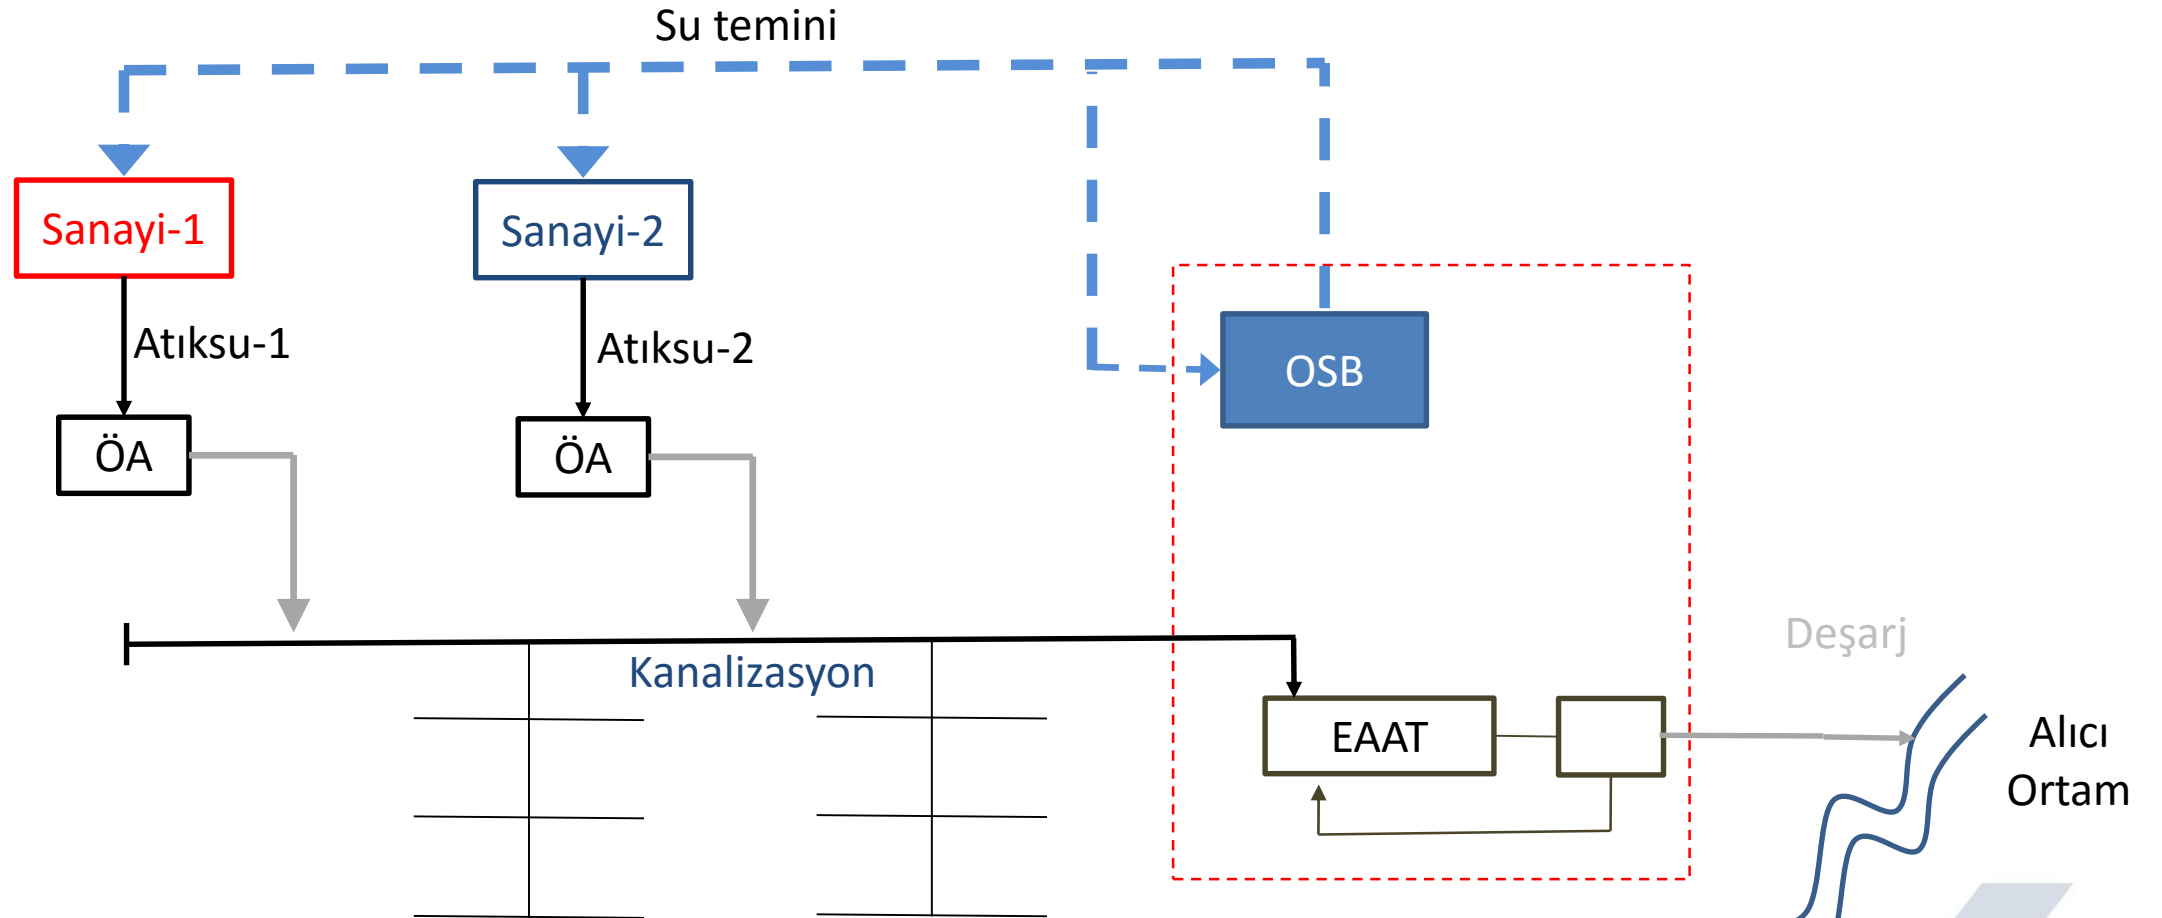 Su temini
Sanayi-1
Sanayi-2
Atıksu-1
Atıksu-2
OSB
ÖA
ÖA
Deşarj
Kanalizasyon
EAAT
Alıcı
Ortam